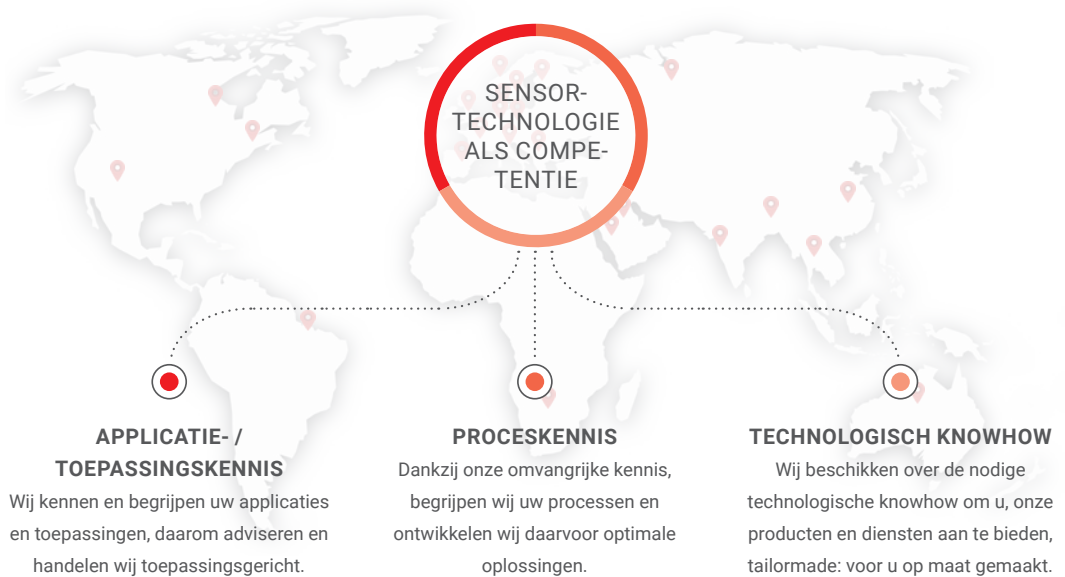 SENSOR-
TECHNOLOGIE
ALS COMPE-
TENTIE
APPLICATIE- /
TOEPASSINGSKENNIS
Wij kennen en begrijpen uw applicaties
en toepassingen, daarom adviseren en
handelen wij toepassingsgericht.
PROCESKENNIS
Dankzij onze omvangrijke kennis,
begrijpen wij uw processen en
ontwikkelen wij daarvoor optimale
oplossingen.
TECHNOLOGISCH KNOWHOW
Wij beschikken over de nodige
technologische knowhow om u, onze
producten en diensten aan te bieden,
tailormade: voor u op maat gemaakt.